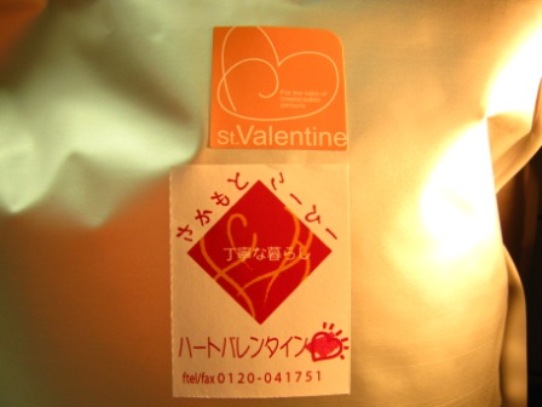 st.Valentine
さかもと こーひー
丁寧な暮らし
ハートバレンタイン
ftel/fax 0120-041751